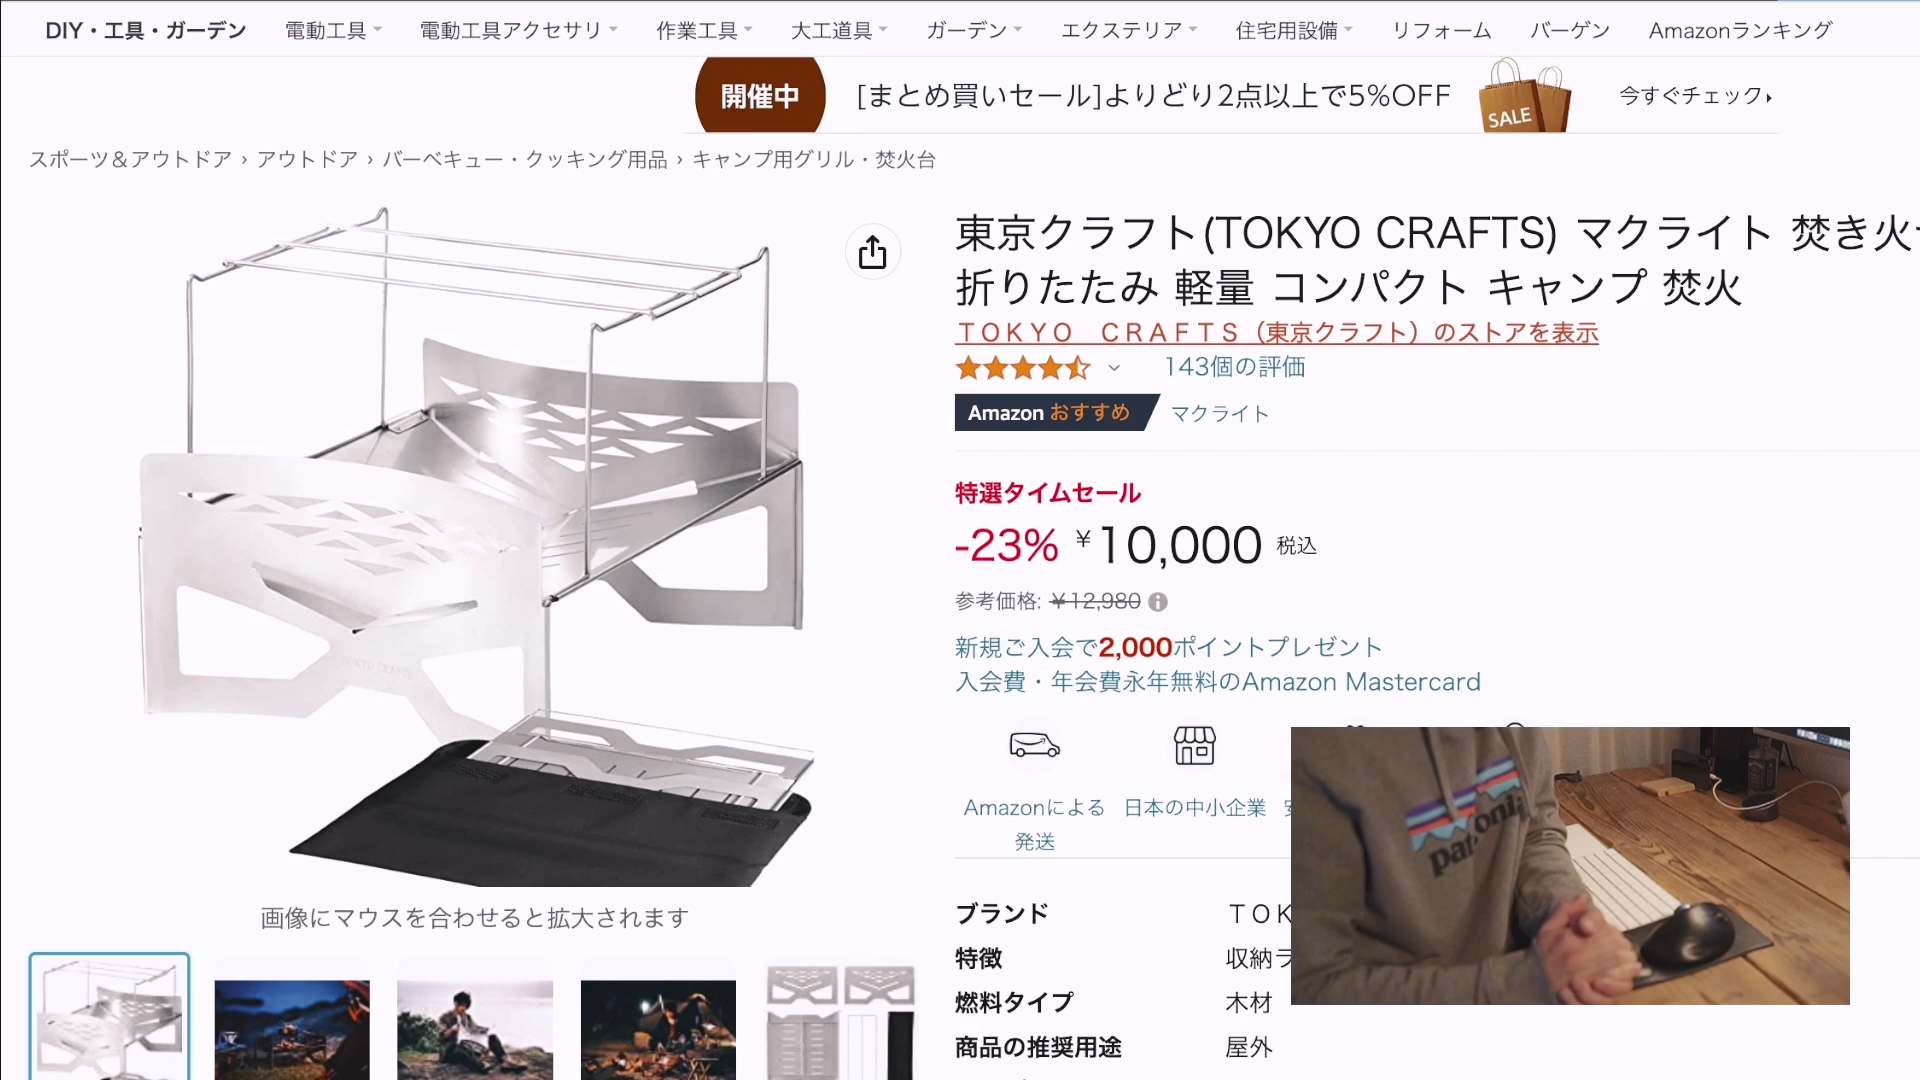 DIY・工具・ガーデン 電動工具 電動工具アクセサリ 作業工具 大工道具 ガーデン エクステリア 住宅用設備 リフォーム バーゲン Amazonランキング
開催中 [まとめ買いセール]よりどり2点以上で5%OFF SALE 今すぐチェック
スポーツ＆アウトドア › アウトドア › バーベキュー・クッキング用品 › キャンプ用グリル・焚火台
東京クラフト(TOKYO CRAFTS) マクライト 焚き火
折りたたみ 軽量 コンパクト キャンプ 焚火
ＴＯＫＹＯ　ＣＲＡＦＴＳ（東京クラフト）のストアを表示
143個の評価
Amazon おすすめ マクライト
特選タイムセール
-23% ￥10,000 税込
参考価格: ￥12,980
新規ご入会で2,000ポイントプレゼント
入会費・年会費永年無料のAmazon Mastercard
Amazonによる発送
日本の中小企業
ブランド ＴＯＫ
特徴 収納
燃料タイプ 木材
商品の推奨用途 屋外
TOKYO CRAFTS
画像にマウスを合わせると拡大されます
patagonia